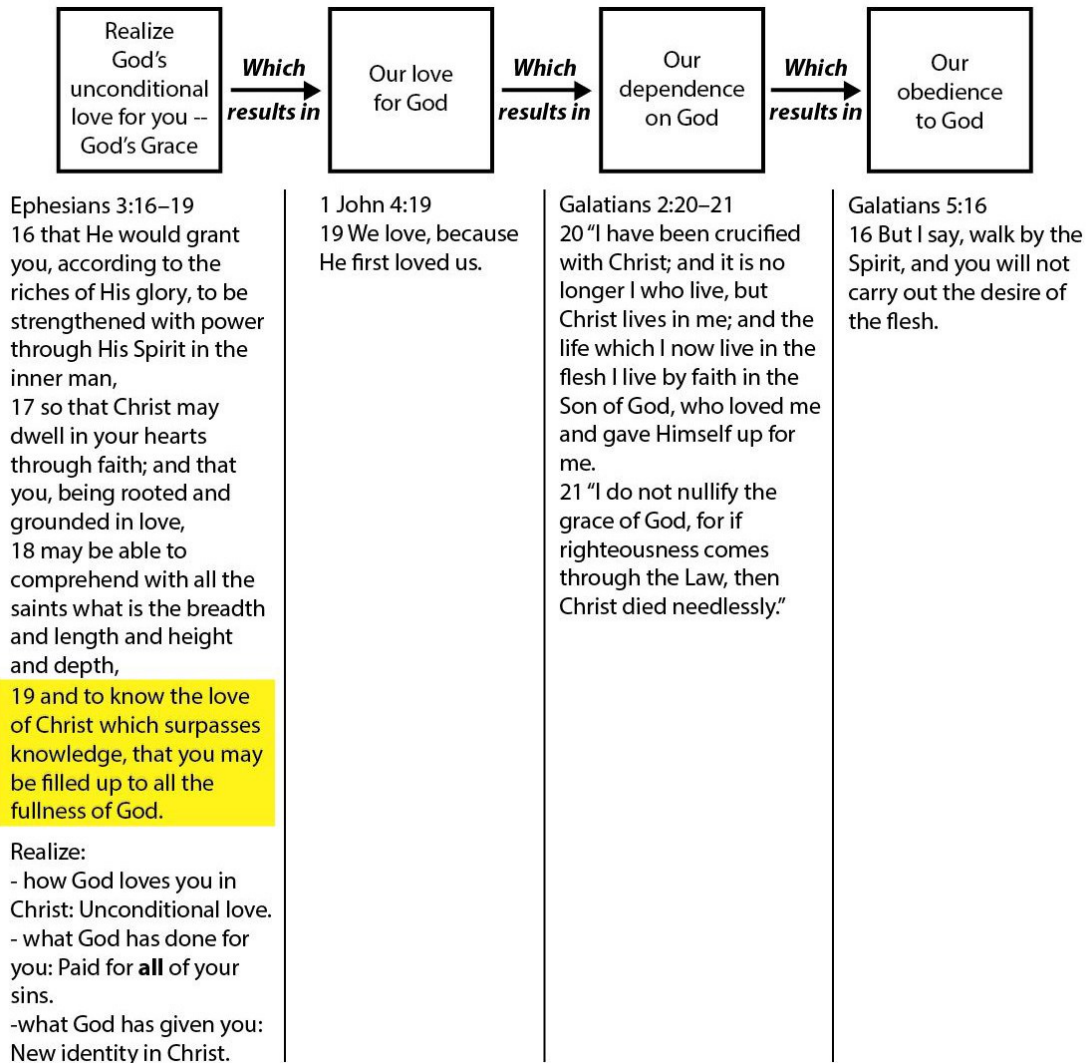 Realize
God's
unconditional
love for you --
God's Grace
Which
results in
Our love
for God
Which
results in
Our
dependence
on God
Which
results in
Our
obedience
to God
Ephesians 3:16–19
16 that He would grant
you, according to the
riches of His glory, to be
strengthened with power
through His Spirit in the
inner man,
17 so that Christ may
dwell in your hearts
through faith; and that
you, being rooted and
grounded in love,
18 may be able to
comprehend with all the
saints what is the breadth
and length and height
and depth,
19 and to know the love
of Christ which surpasses
knowledge, that you may
be filled up to all the
fullness of God.
Realize:
- how God loves you in
Christ: Unconditional love.
- what God has done for
you: Paid for all of your
sins.
-what God has given you:
New identity in Christ.
1 John 4:19
19 We love, because
He first loved us.
Galatians 2:20–21
20 “I have been crucified
with Christ; and it is no
longer I who live, but
Christ lives in me; and the
life which I now live in the
flesh I live by faith in the
Son of God, who loved me
and gave Himself up for
me.
21 “I do not nullify the
grace of God, for if
righteousness comes
through the Law, then
Christ died needlessly.”
Galatians 5:16
16 But I say, walk by the
Spirit, and you will not
carry out the desire of
the flesh.